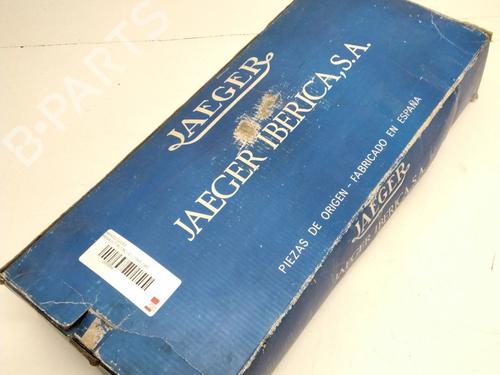 JAEGER
JAEGER IBERICA, S.A.
PIEZAS DE ORIGEN - FABRICADO EN ESPAÑA
JAEGER
JAEGER IBERICA, S.A.
B-PARTS